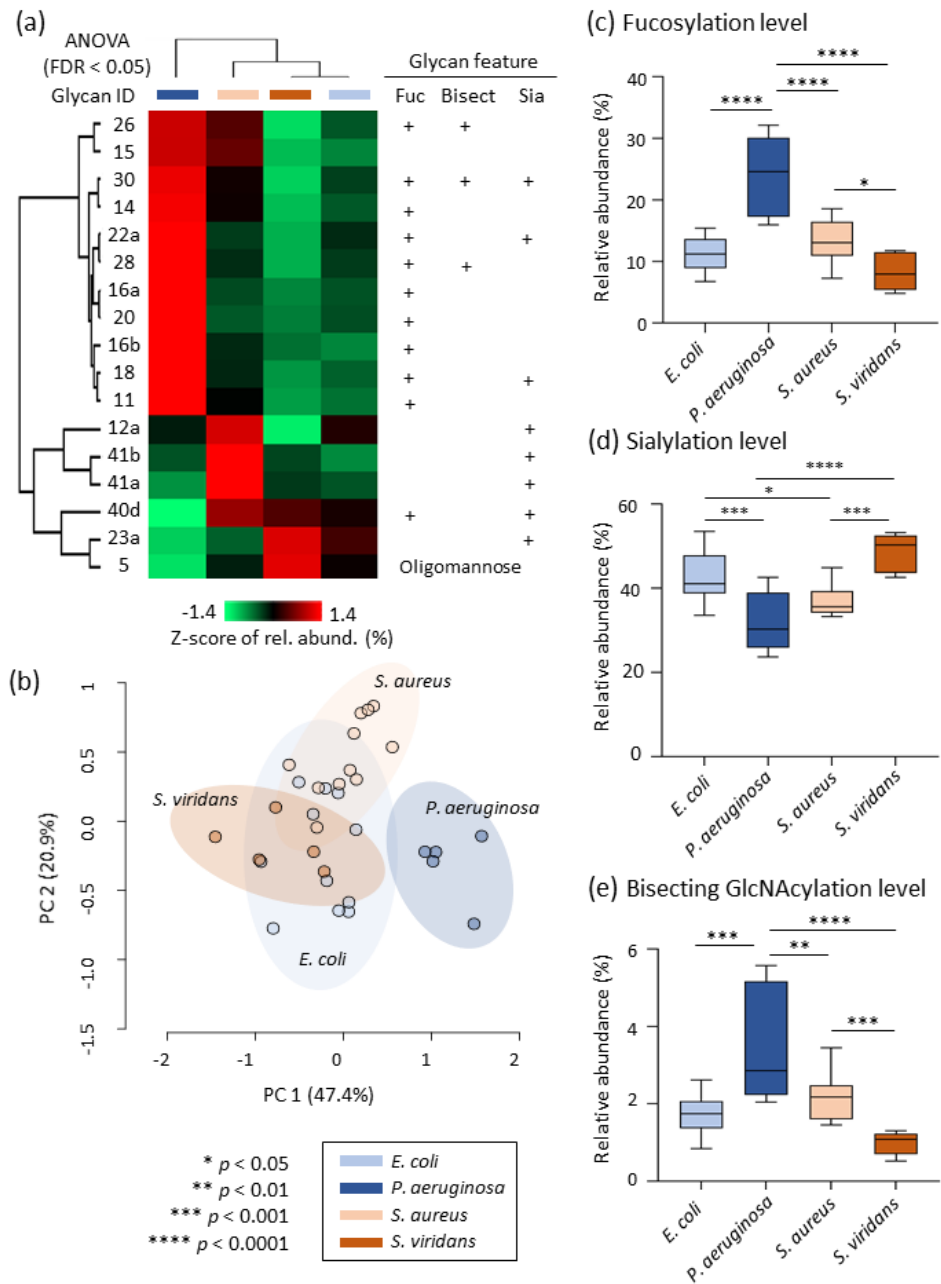 (a)
ANOVA
(FDR < 0.05)
Glycan feature
Glycan ID
Fuc Bisect Sia
26 + +
15
30 + + +
14 +
22a + +
28 + +
16a +
20 +
16b +
18 + +
11 +
12a +
41b +
41a +
40d + +
23a +
5 Oligomannose
-1.4 1.4
Z-score of rel. abund. (%)
(b)
1
0.5
0.0
-0.5
-1.0
-1.5
PC 2 (20.9%)
S. aureus
S. viridans
P. aeruginosa
E. coli
-2 -1 0 1 2
PC 1 (47.4%)
* p < 0.05
** p < 0.01
*** p < 0.001
**** p < 0.0001
E. coli
P. aeruginosa
S. aureus
S. viridans
(c) Fucosylation level
****
****
****
*
40
30
20
10
0
Relative abundance (%)
E. coli
P. aeruginosa
S. aureus
S. viridans
(d) Sialylation level
****
*
***
***
60
40
20
0
Relative abundance (%)
E. coli
P. aeruginosa
S. aureus
S. viridans
(e) Bisecting GlcNAcylation level
****
***
**
***
6
4
2
0
Relative abundance (%)
E. coli
P. aeruginosa
S. aureus
S. viridans